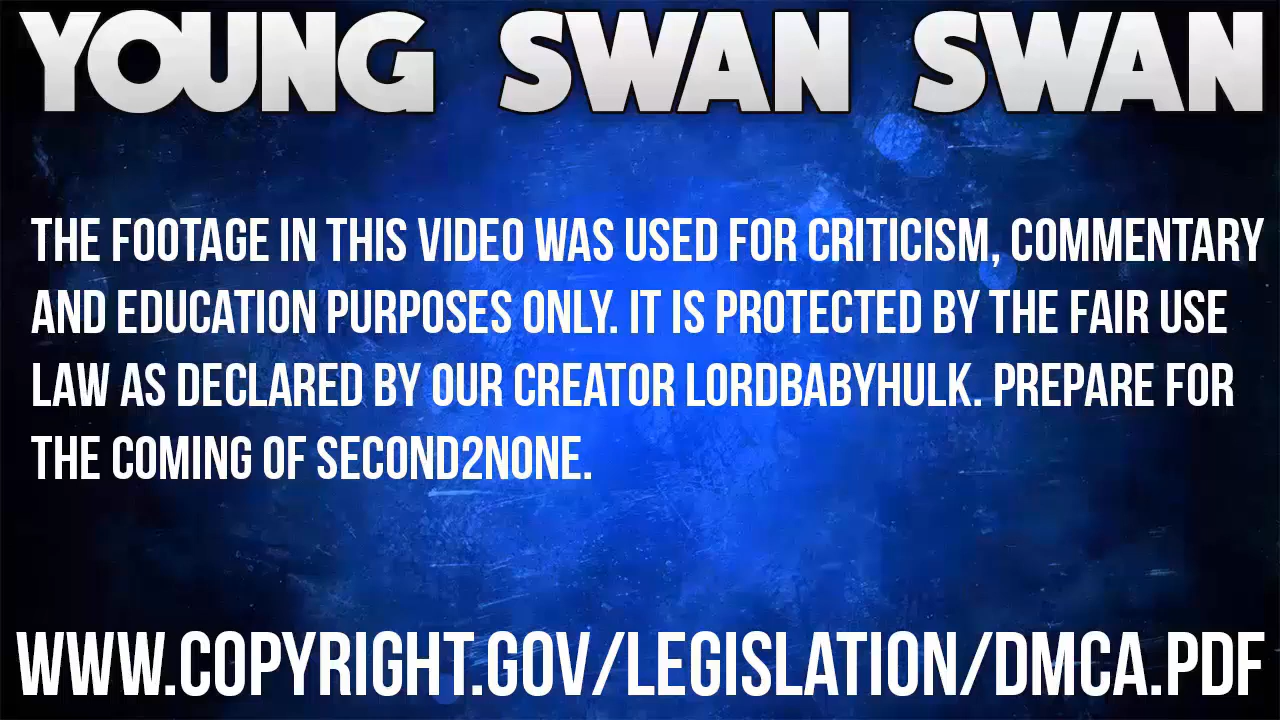 YOUNG SWAN SWAN
THE FOOTAGE IN THIS VIDEO WAS USED FOR CRITICISM, COMMENTARY
AND EDUCATION PURPOSES ONLY. IT IS PROTECTED BY THE FAIR USE
LAW AS DECLARED BY OUR CREATOR LORDBABYHULK. PREPARE FOR
THE COMING OF SECOND2NONE.
WWW.COPYRIGHT.GOV/LEGISLATION/DMCA.PDF